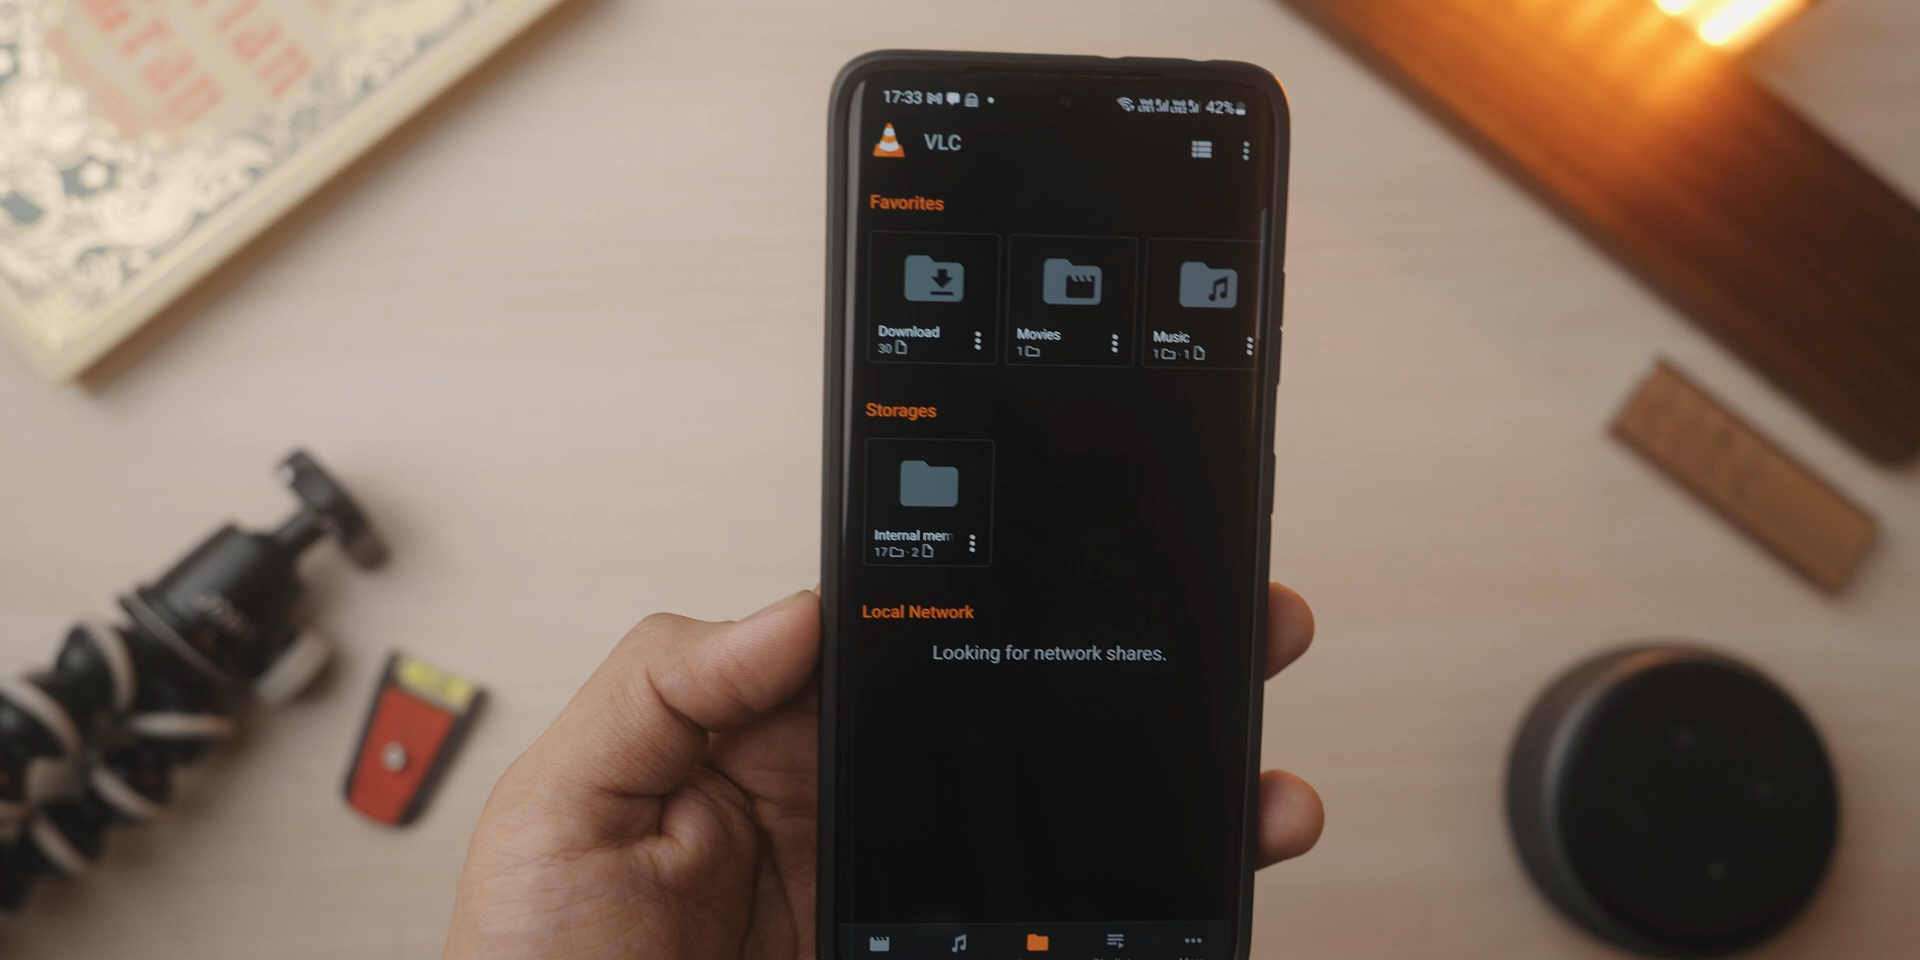 17:33
42%
VLC
Favorites
Download
30
Movies
1
Music
1 · 1
Storages
Internal mem
17 · 2
Local Network
Looking for network shares.